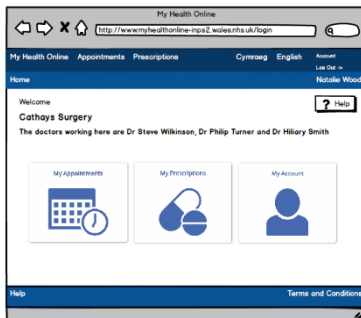 My Health Online
http://www.myhealthonline-inps2.wales.nhs.uk/login
My Health Online Appointments Prescriptions Cymraeg English Account
Log Out ->
Home Natalie Wood
Welcome
? Help
Cathays Surgery
The doctors working here are Dr Steve Wilkinson, Dr Philip Turner and Dr Hiliary Smith
My Appointments My Prescriptions My Account
Help Terms and Conditions